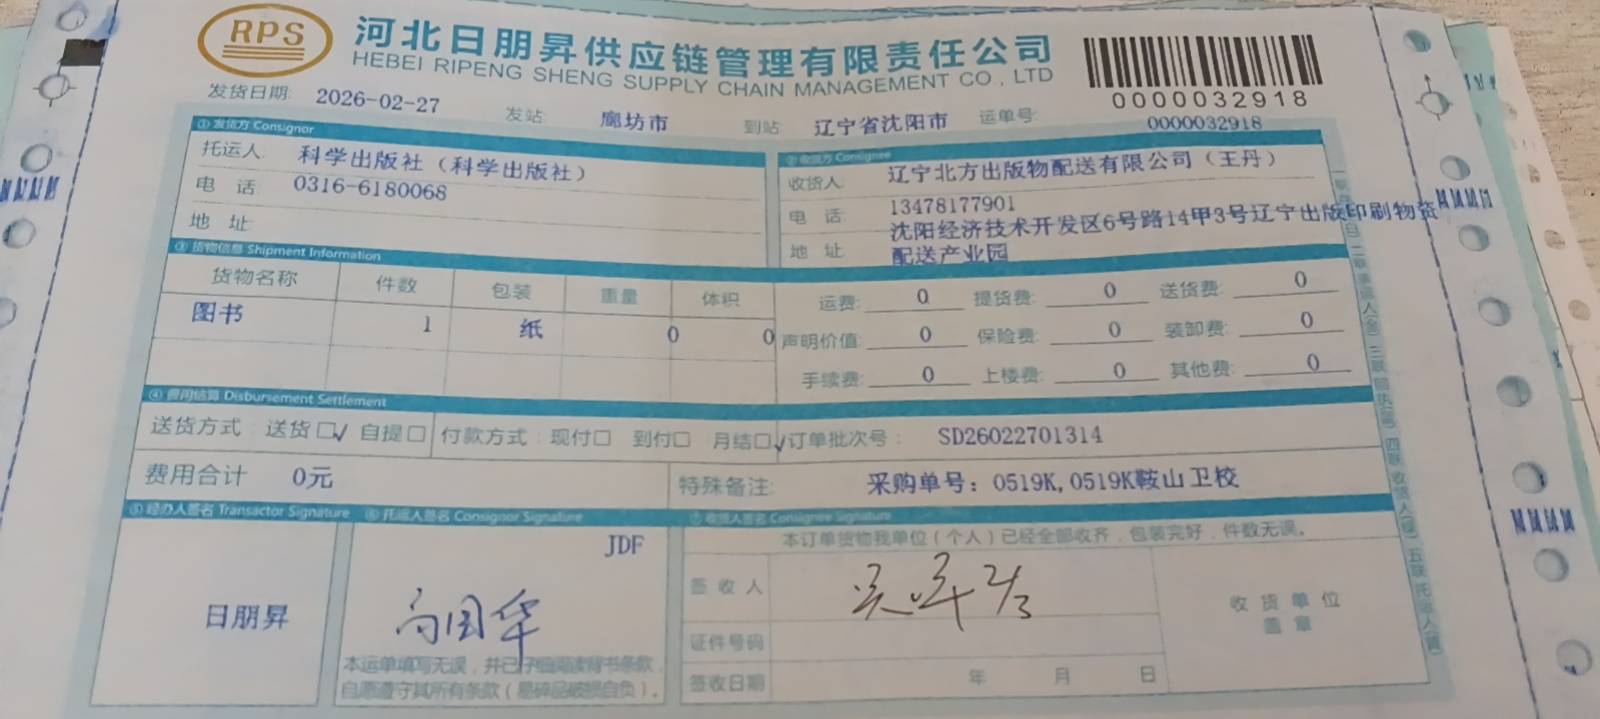 RPS
河北日朋昇供应链管理有限责任公司
HEBEI RIPENG SHENG SUPPLY CHAIN MANAGEMENT CO., LTD
0000032918
发货日期: 2026-02-27 发站: 廊坊市 到站: 辽宁省沈阳市 运单号: 0000032918
①发货方 Consignor
托运人: 科学出版社（科学出版社）
电 话: 0316-6180068
地 址:
②收货方 Consignee
收货人: 辽宁北方出版物配送有限公司（王丹）
电 话: 13478177901
地 址: 沈阳经济技术开发区6号路14甲3号辽宁出版印刷物资
配送产业园
③货物信息 Shipment Information
货物名称 件数 包装 重量 体积
图书 1 纸 0 0
运费: 0 提货费: 0 送货费: 0
声明价值: 0 保险费: 0 装卸费: 0
手续费: 0 上楼费: 0 其他费: 0
④费用结算 Disbursement Settlement
送货方式: 送货□√ 自提□ 付款方式: 现付□ 到付□ 月结□√ 订单批次号: SD26022701314
费用合计 0元 特殊备注: 采购单号: 0519K,0519K鞍山卫校
⑤经办人签名 Transactor Signature
日朋昇
⑥托运人签名 Consignor Signature
JDF
本运单填写无误，并已仔细阅读背书条款，
自愿遵守其所有条款（易碎品破损自负）。
⑦收货人签名 Consignee Signature
本订单货物我单位（个人）已经全部收齐，包装完好，件数无误。
签 收 人 2/3
证件号码
签收日期 年 月 日
收 货 单 位
盖 章